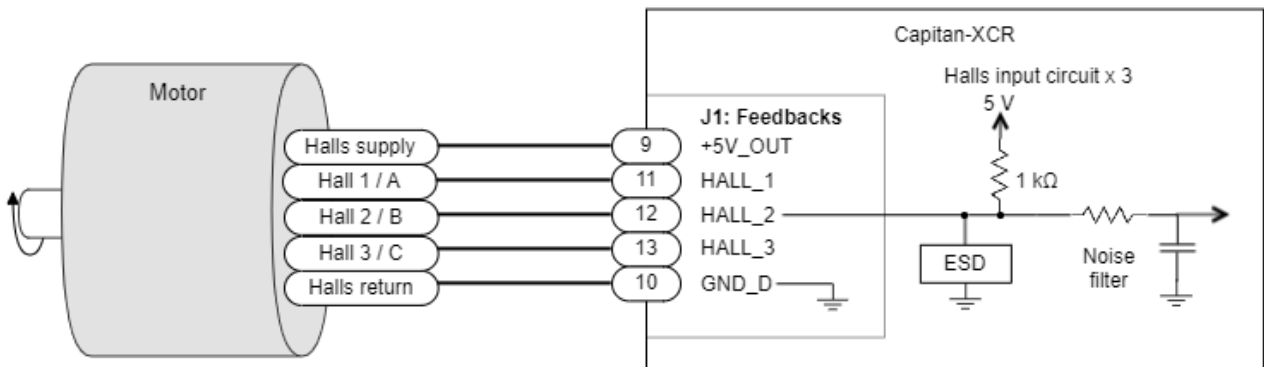 Capitan-XCR
Halls input circuit x 3
5 V
1 kΩ
Motor
J1: Feedbacks
Halls supply 9 +5V_OUT
Hall 1 / A 11 HALL_1
Hall 2 / B 12 HALL_2
Hall 3 / C 13 HALL_3
Halls return 10 GND_D
ESD
Noise
filter